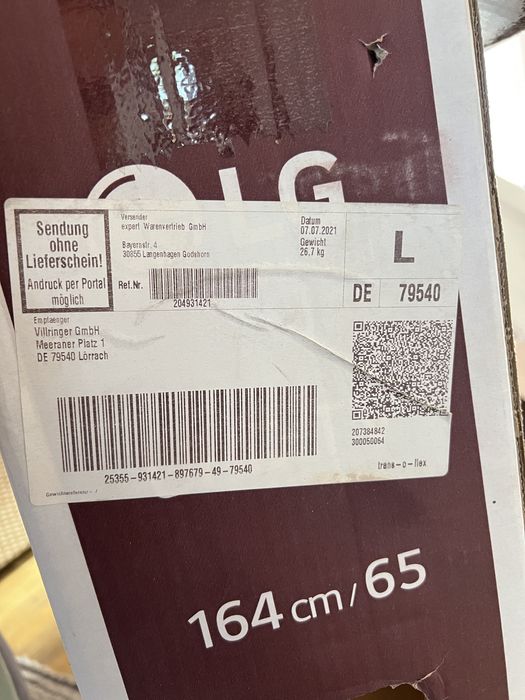 LG
Sendung
ohne
Lieferschein!
Andruck per Portal
möglich
Versender
expert Warenvertrieb GmbH
Bayernstr. 4
30855 Langenhagen Godshorn
Datum
07.07.2021
Gewicht
26,7 kg
L
Ref.Nr.
204931421
DE 79540
Empfaenger
Villringer GmbH
Meeraner Platz 1
DE 79540 Lörrach
25355-931421-897679-49-79540
207384842
300050064
trans-o-flex
164 cm / 65